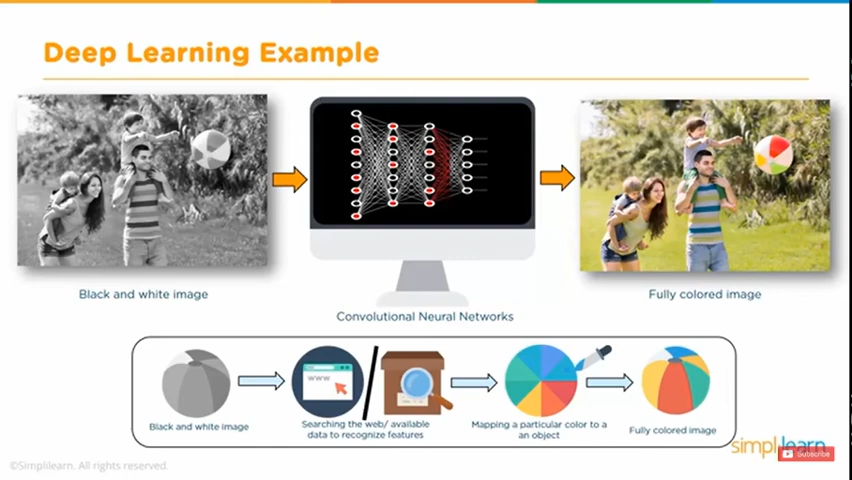 Deep Learning Example
Black and white image
Convolutional Neural Networks
Fully colored image
www
Black and white image
Searching the web/ available
data to recognize features
Mapping a particular color to a
an object
Fully colored image
simplilearn
Subscribe
©Simplilearn. All rights reserved.